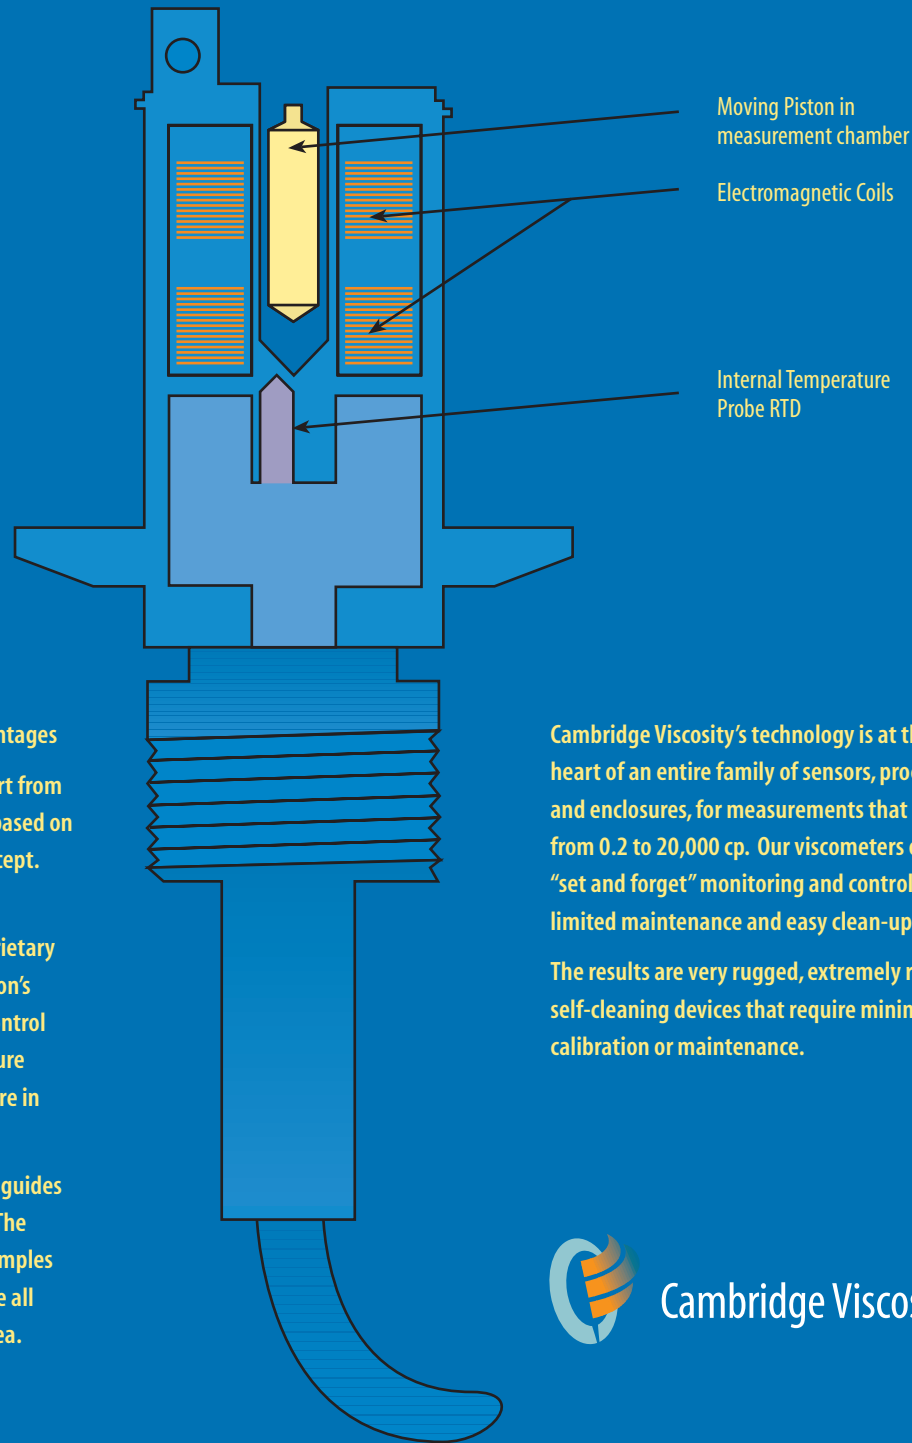 Moving Piston in
measurement chamber
Electromagnetic Coils
Internal Temperature
Probe RTD
ntages
rt from
based on
cept.
rietary
on's
ntrol
ure
re in
guides
The
mples
e all
ea.
Cambridge Viscosity’s technology is at th
heart of an entire family of sensors, proc
and enclosures, for measurements that
from 0.2 to 20,000 cp. Our viscometers o
“set and forget” monitoring and control
limited maintenance and easy clean-up
The results are very rugged, extremely r
self-cleaning devices that require minim
calibration or maintenance.
Cambridge Viscos